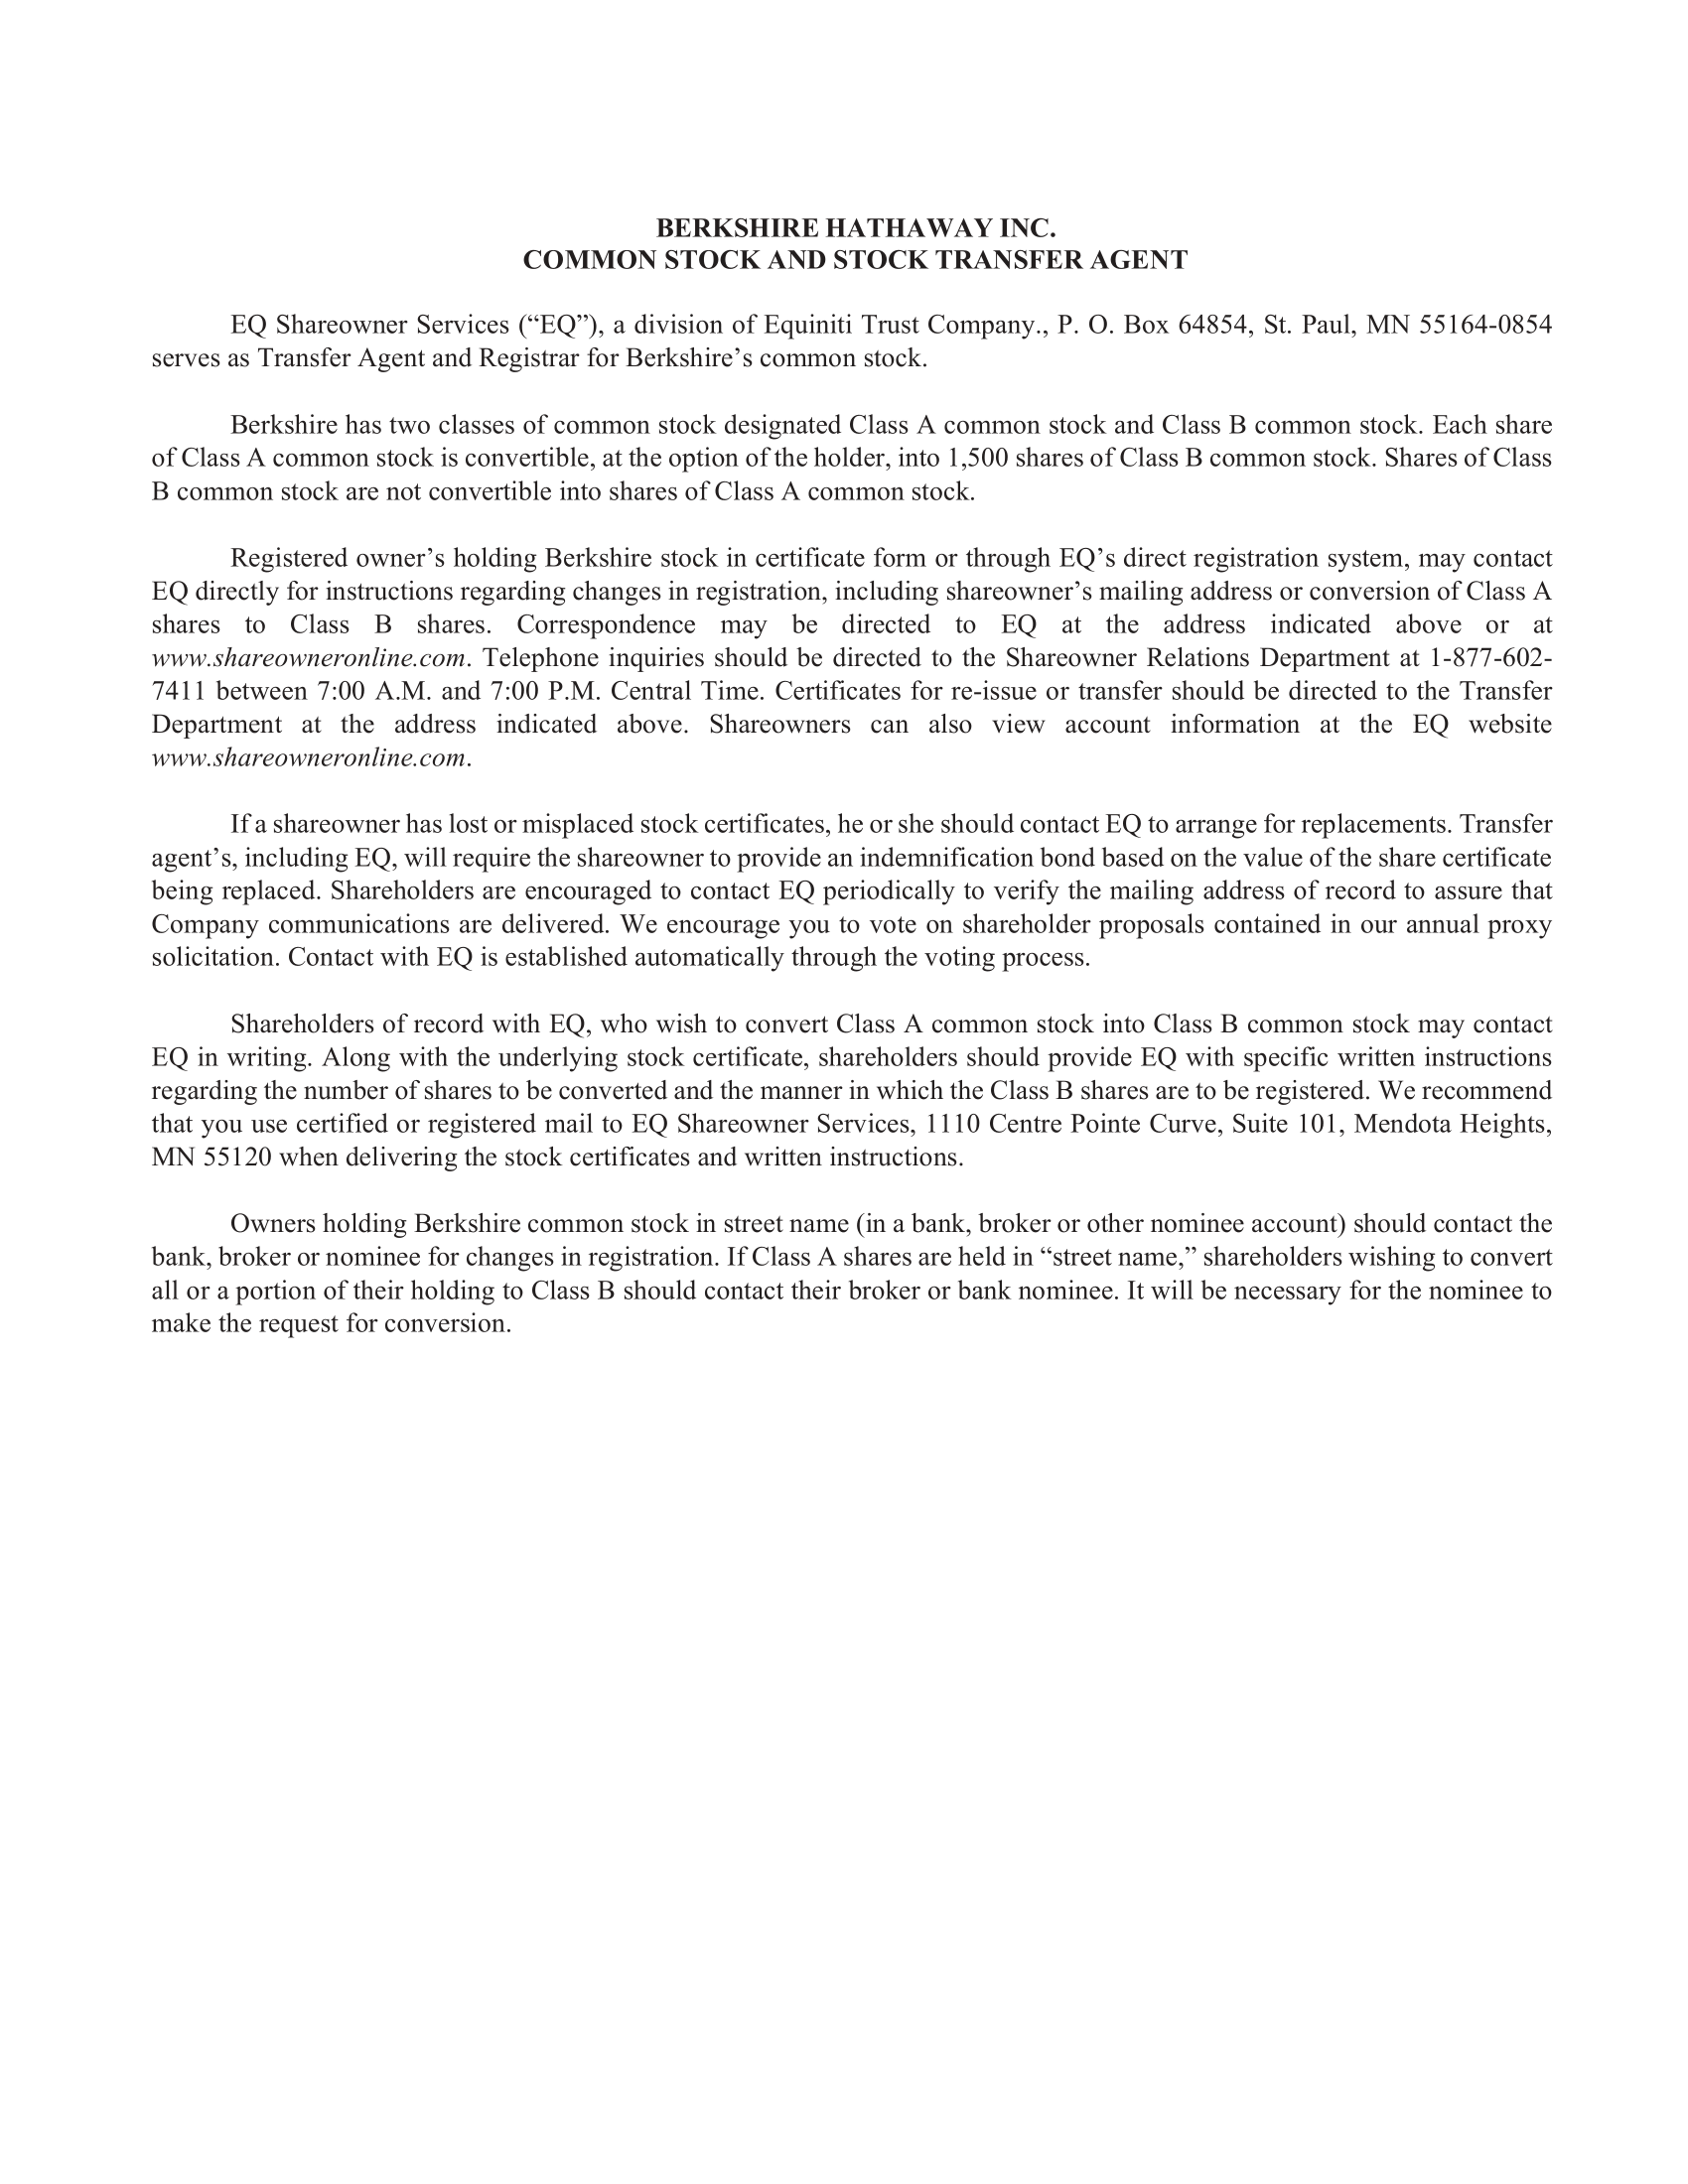 BERKSHIRE HATHAWAY INC.
COMMON STOCK AND STOCK TRANSFER AGENT
EQ Shareowner Services (“EQ”), a division of Equiniti Trust Company., P. O. Box 64854, St. Paul, MN 55164-0854
serves as Transfer Agent and Registrar for Berkshire’s common stock.
Berkshire has two classes of common stock designated Class A common stock and Class B common stock. Each share
of Class A common stock is convertible, at the option of the holder, into 1,500 shares of Class B common stock. Shares of Class
B common stock are not convertible into shares of Class A common stock.
Registered owner’s holding Berkshire stock in certificate form or through EQ’s direct registration system, may contact
EQ directly for instructions regarding changes in registration, including shareowner’s mailing address or conversion of Class A
shares to Class B shares. Correspondence may be directed to EQ at the address indicated above or at
www.shareowneronline.com. Telephone inquiries should be directed to the Shareowner Relations Department at 1-877-602-
7411 between 7:00 A.M. and 7:00 P.M. Central Time. Certificates for re-issue or transfer should be directed to the Transfer
Department at the address indicated above. Shareowners can also view account information at the EQ website
www.shareowneronline.com.
If a shareowner has lost or misplaced stock certificates, he or she should contact EQ to arrange for replacements. Transfer
agent’s, including EQ, will require the shareowner to provide an indemnification bond based on the value of the share certificate
being replaced. Shareholders are encouraged to contact EQ periodically to verify the mailing address of record to assure that
Company communications are delivered. We encourage you to vote on shareholder proposals contained in our annual proxy
solicitation. Contact with EQ is established automatically through the voting process.
Shareholders of record with EQ, who wish to convert Class A common stock into Class B common stock may contact
EQ in writing. Along with the underlying stock certificate, shareholders should provide EQ with specific written instructions
regarding the number of shares to be converted and the manner in which the Class B shares are to be registered. We recommend
that you use certified or registered mail to EQ Shareowner Services, 1110 Centre Pointe Curve, Suite 101, Mendota Heights,
MN 55120 when delivering the stock certificates and written instructions.
Owners holding Berkshire common stock in street name (in a bank, broker or other nominee account) should contact the
bank, broker or nominee for changes in registration. If Class A shares are held in “street name,” shareholders wishing to convert
all or a portion of their holding to Class B should contact their broker or bank nominee. It will be necessary for the nominee to
make the request for conversion.